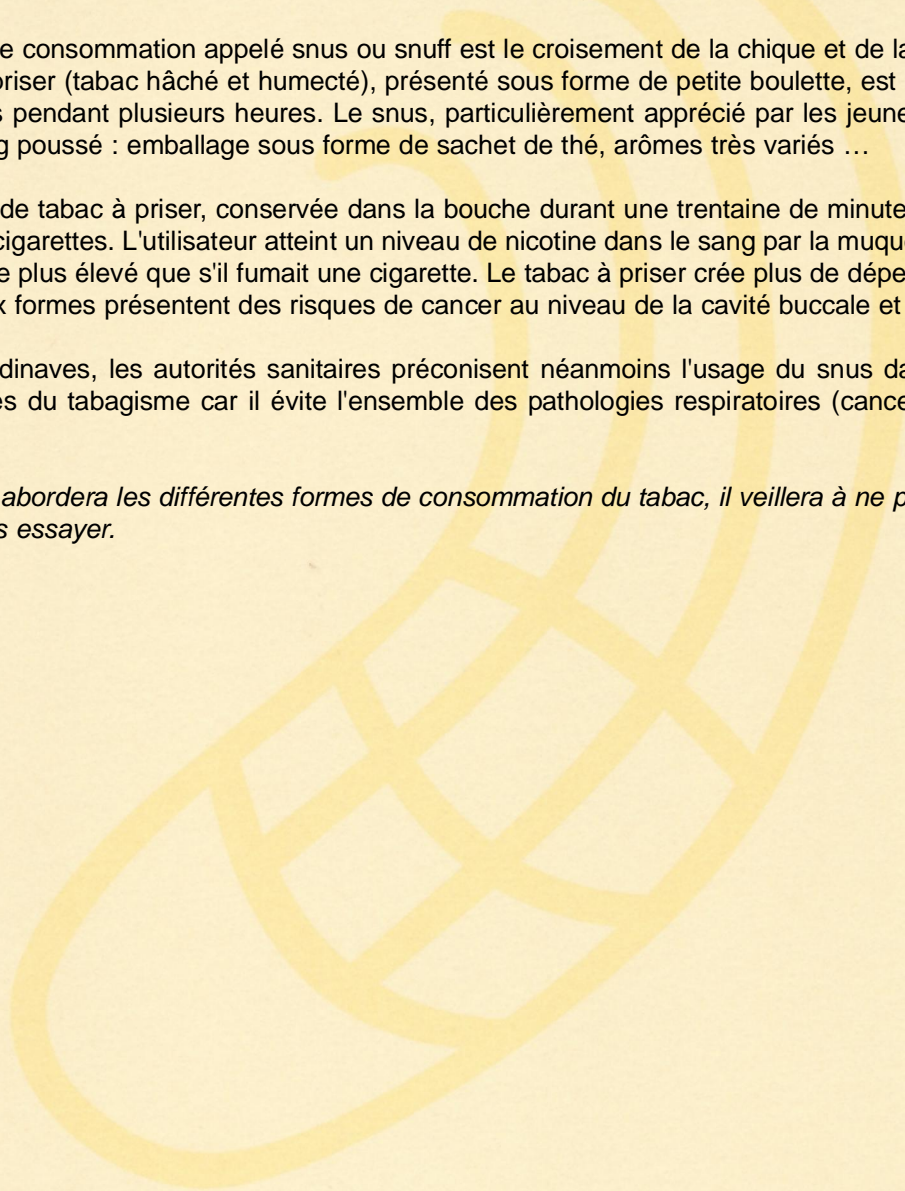 e consommation appelé snus ou snuff est le croisement de la chique et de la
oriser (tabac hâché et humecté), présenté sous forme de petite boulette, est
s pendant plusieurs heures. Le snus, particulièrement apprécié par les jeune
g poussé : emballage sous forme de sachet de thé, arômes très variés …
de tabac à priser, conservée dans la bouche durant une trentaine de minute
cigarettes. L'utilisateur atteint un niveau de nicotine dans le sang par la muqu
e plus élevé que s'il fumait une cigarette. Le tabac à priser crée plus de dépe
x formes présentent des risques de cancer au niveau de la cavité buccale et
dinaves, les autorités sanitaires préconisent néanmoins l'usage du snus da
es du tabagisme car il évite l'ensemble des pathologies respiratoires (cance
abordera les différentes formes de consommation du tabac, il veillera à ne p
s essayer.